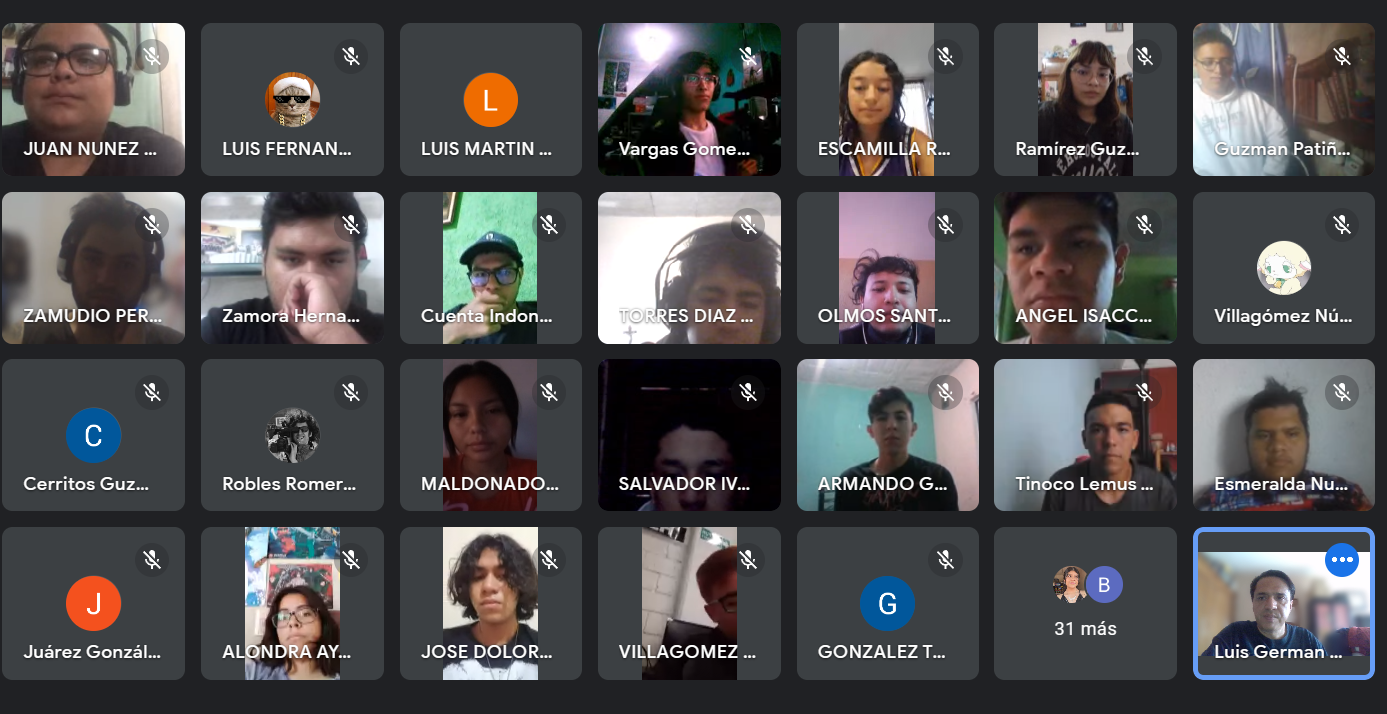 JUAN NUNEZ ...
LUIS FERNAN...
L
LUIS MARTIN ...
Vargas Gome...
ESCAMILLA R...
Ramírez Guz...
Guzman Patiñ...
ZAMUDIO PER...
Zamora Herna...
Cuenta Indon...
TORRES DIAZ ...
OLMOS SANT...
ANGEL ISACC...
Villagómez Nú...
C
Cerritos Guz...
Robles Romer...
MALDONADO...
SALVADOR IV...
ARMANDO G...
Tinoco Lemus ...
Esmeralda Nu...
J
Juárez Gonzál...
ALONDRA AY...
JOSE DOLOR...
VILLAGOMEZ ...
G
GONZALEZ T...
B
31 más
Luis German ...